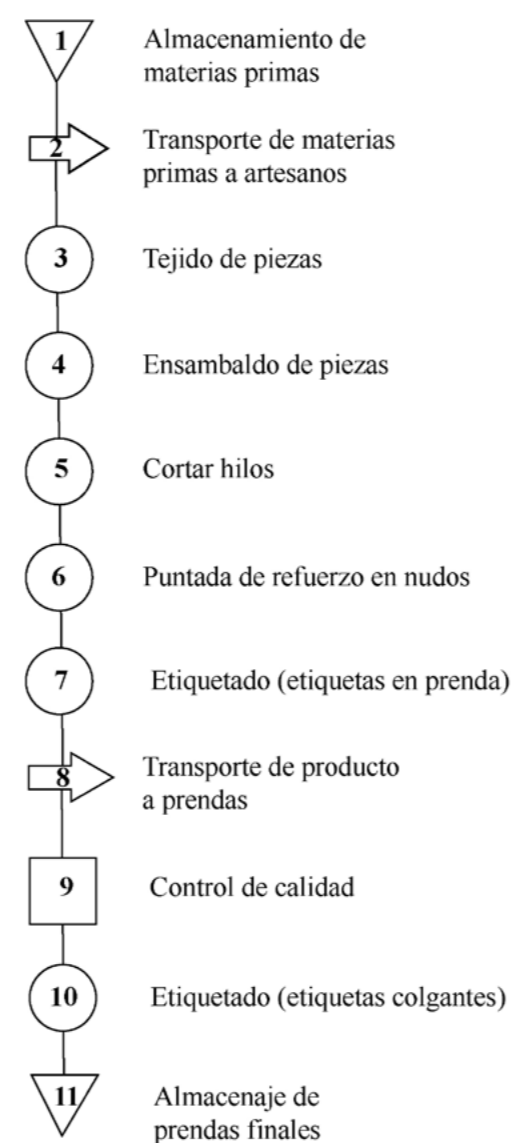 1
Almacenamiento de
materias primas
2
Transporte de materias
primas a artesanos
3
Tejido de piezas
4
Ensambaldo de piezas
5
Cortar hilos
6
Puntada de refuerzo en nudos
7
Etiquetado (etiquetas en prenda)
8
Transporte de producto
a prendas
9
Control de calidad
10
Etiquetado (etiquetas colgantes)
11
Almacenaje de
prendas finales